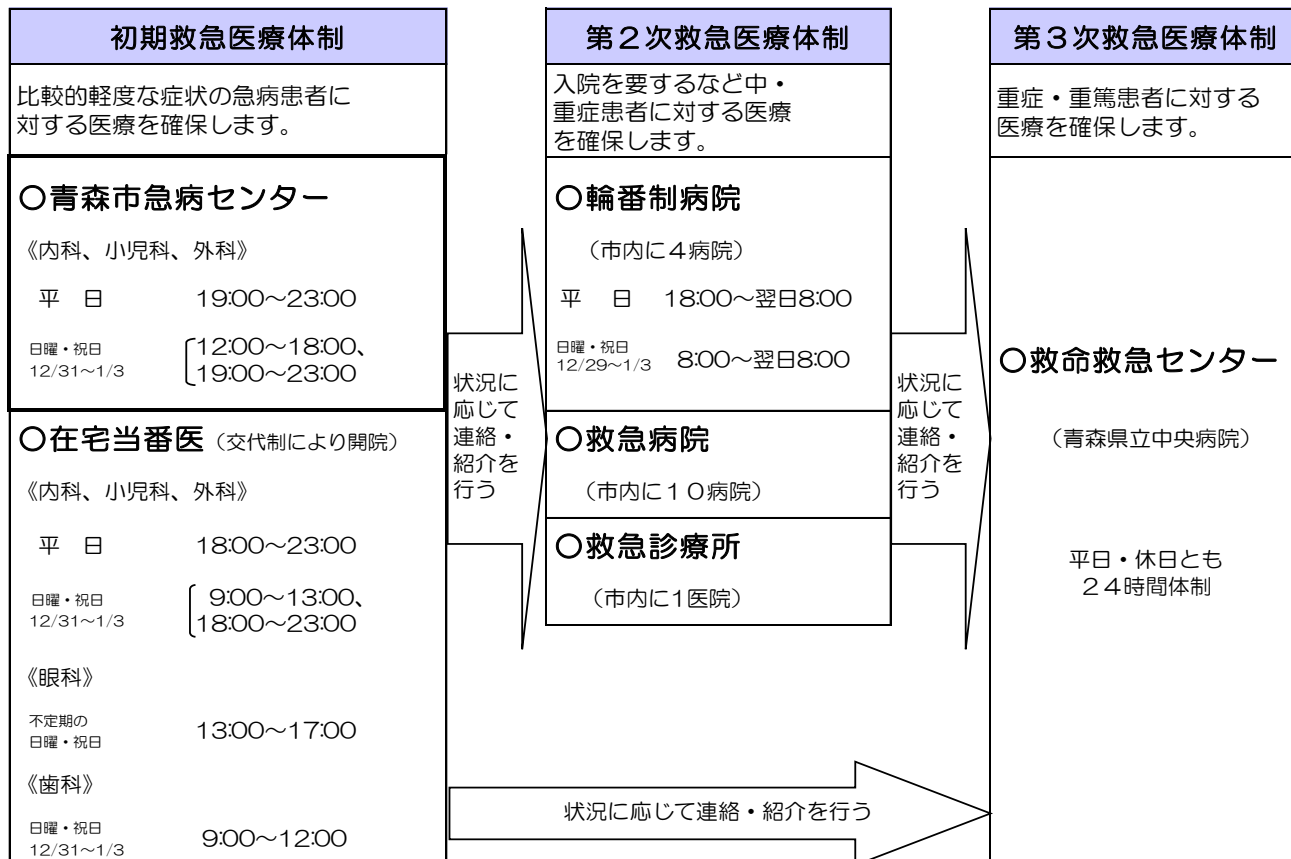 初期救急医療体制
比較的軽度な症状の急病患者に
対する医療を確保します。
○青森市急病センター
《内科、小児科、外科》
平　日　19:00～23:00
日曜・祝日
12/31～1/3
12:00～18:00、
19:00～23:00
○在宅当番医（交代制により開院）
《内科、小児科、外科》
平　日　18:00～23:00
日曜・祝日
12/31～1/3
9:00～13:00、
18:00～23:00
《眼科》
不定期の
日曜・祝日
13:00～17:00
《歯科》
日曜・祝日
12/31～1/3
9:00～12:00
状況に
応じて
連絡・
紹介を
行う
第２次救急医療体制
入院を要するなど中・
重症患者に対する医療
を確保します。
○輪番制病院
（市内に４病院）
平　日　18:00～翌日8:00
日曜・祝日
12/29～1/3
8:00～翌日8:00
○救急病院
（市内に１０病院）
○救急診療所
（市内に1医院）
状況に
応じて
連絡・
紹介を
行う
第３次救急医療体制
重症・重篤患者に対する
医療を確保します。
○救命救急センター
（青森県立中央病院）
平日・休日とも
２４時間体制
状況に応じて連絡・紹介を行う